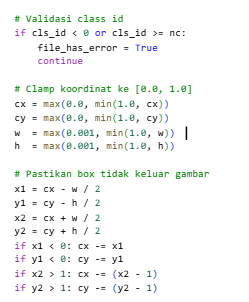 # Validasi class id
if cls_id < 0 or cls_id >= nc:
    file_has_error = True
    continue

# Clamp koordinat ke [0.0, 1.0]
cx = max(0.0, min(1.0, cx))
cy = max(0.0, min(1.0, cy))
w  = max(0.001, min(1.0, w))
h  = max(0.001, min(1.0, h))

# Pastikan box tidak keluar gambar
x1 = cx - w / 2
y1 = cy - h / 2
x2 = cx + w / 2
y2 = cy + h / 2
if x1 < 0: cx -= x1
if y1 < 0: cy -= y1
if x2 > 1: cx -= (x2 - 1)
if y2 > 1: cy -= (y2 - 1)